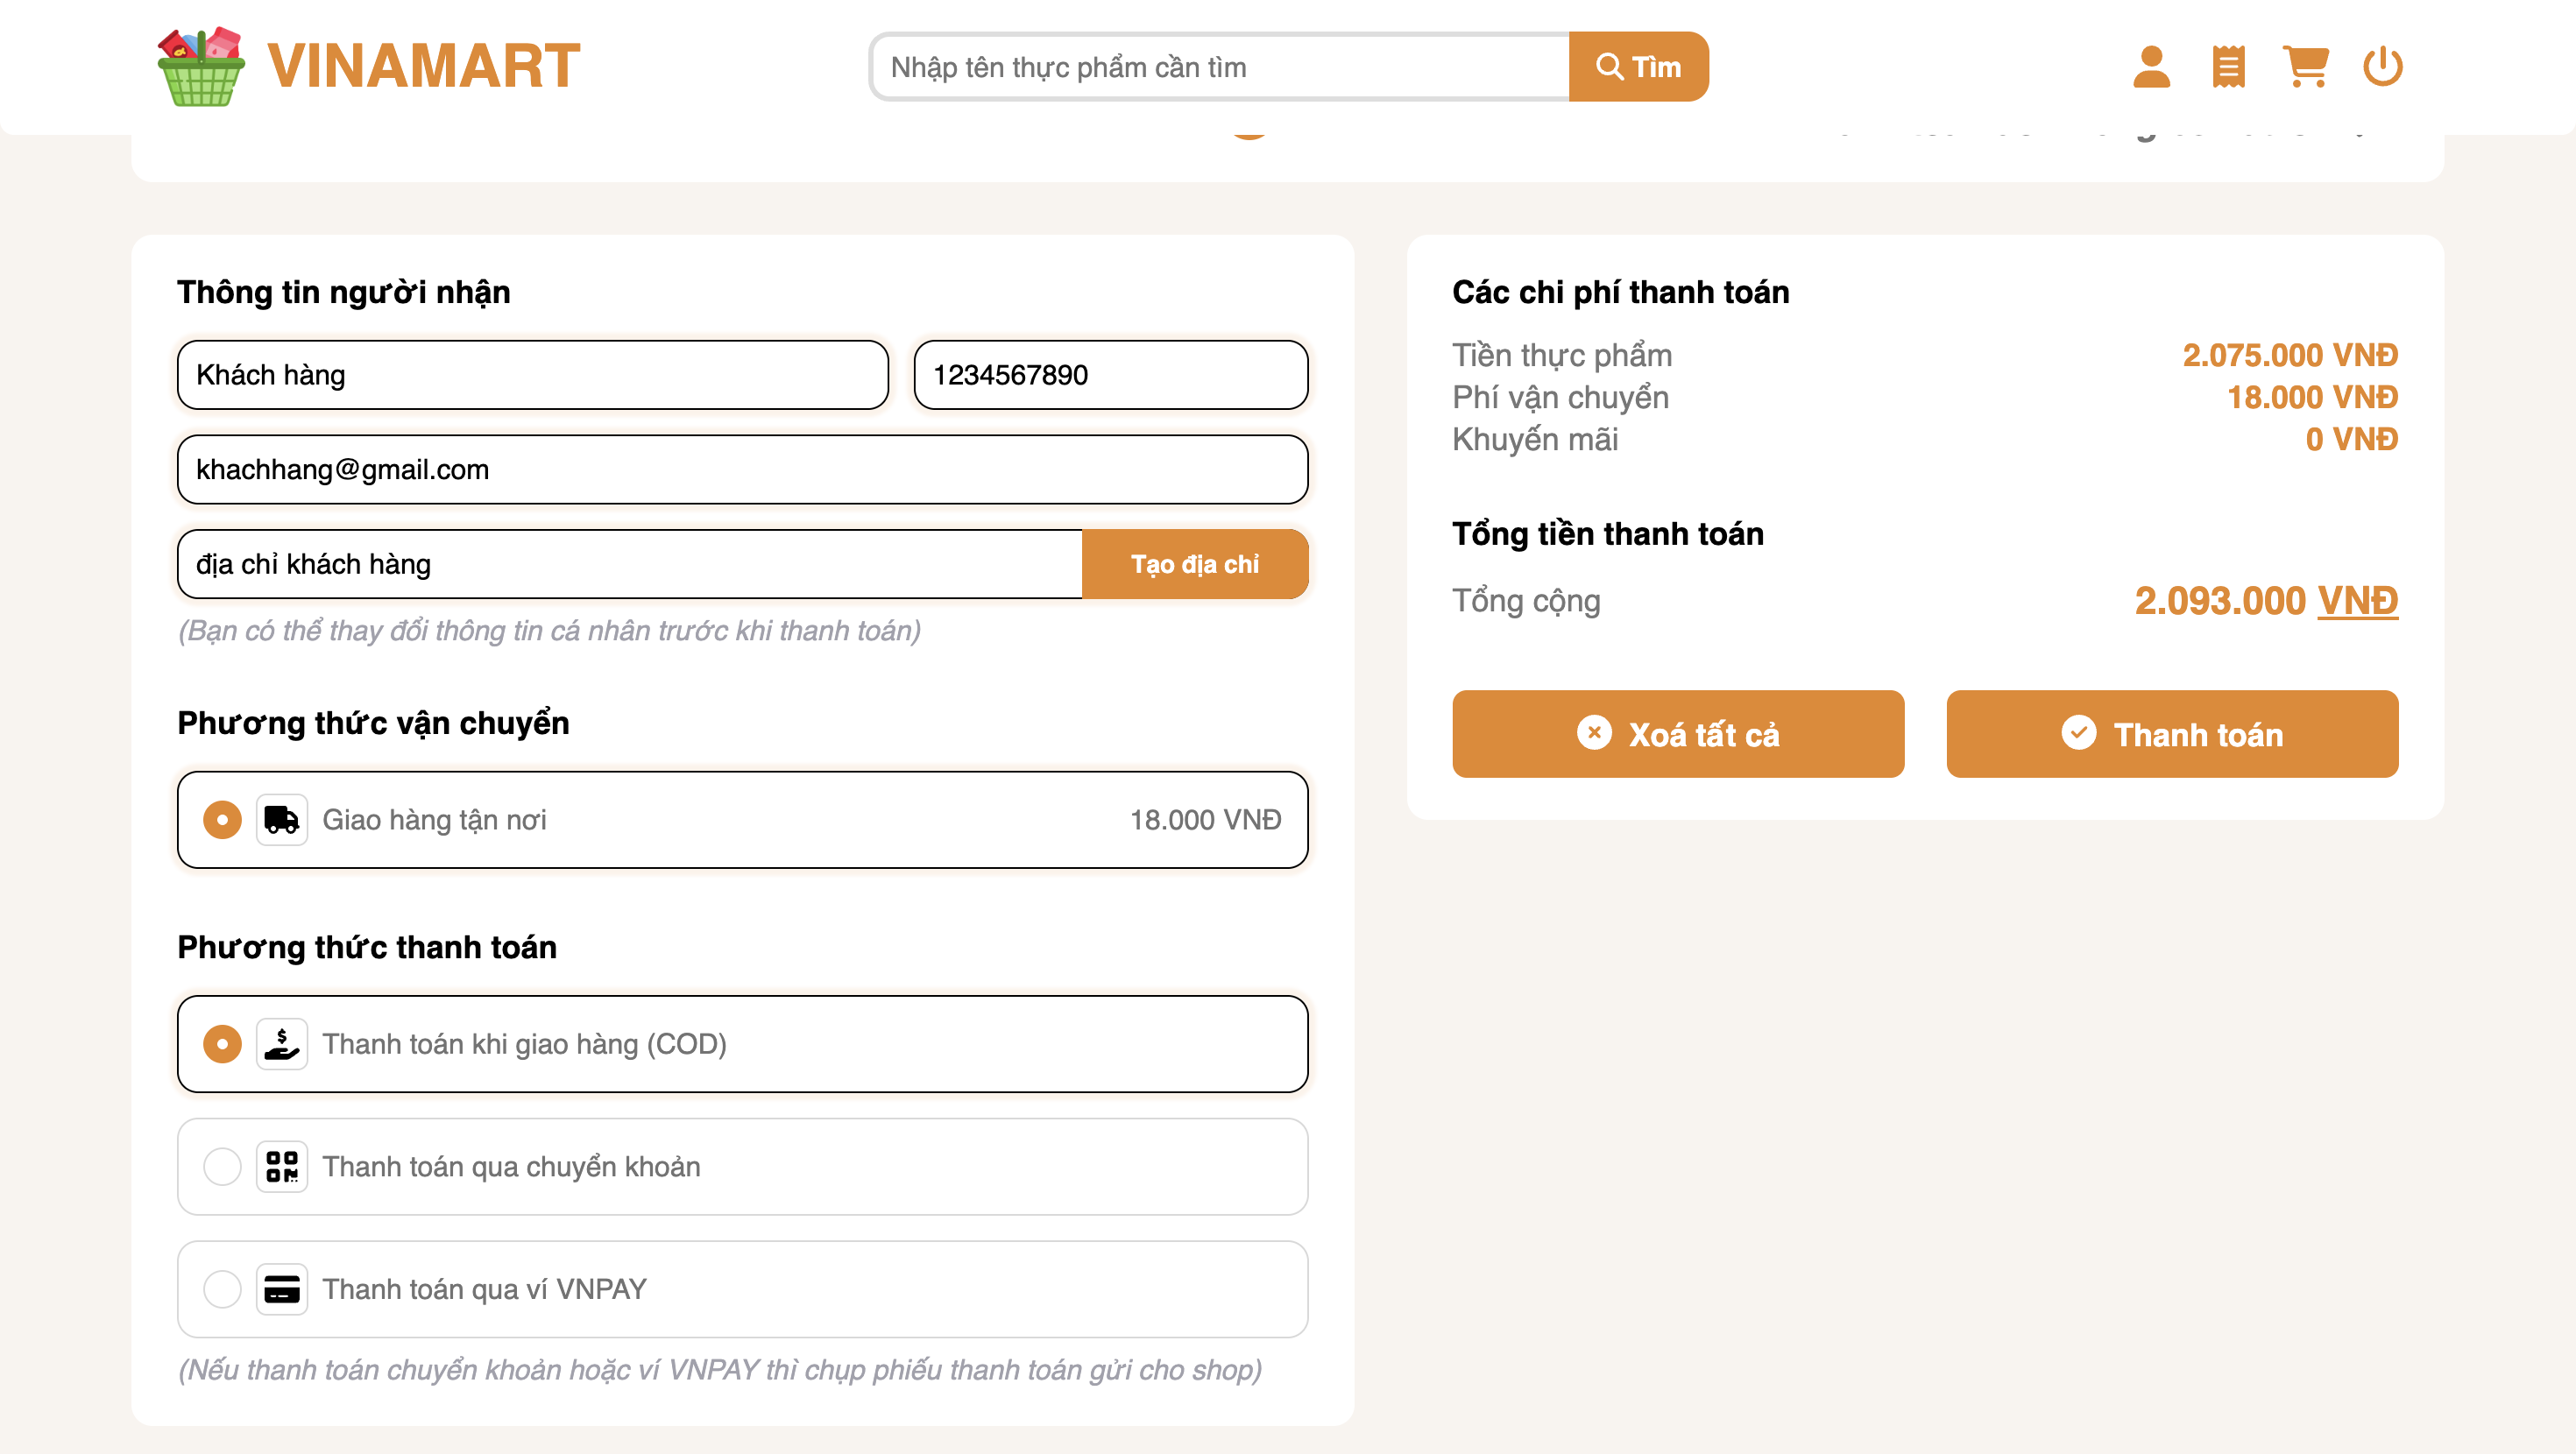 VINAMART
Nhập tên thực phẩm cần tìm
Tìm
Thông tin người nhận
Khách hàng
1234567890
khachhang@gmail.com
địa chỉ khách hàng
Tạo địa chỉ
(Bạn có thể thay đổi thông tin cá nhân trước khi thanh toán)
Phương thức vận chuyển
Giao hàng tận nơi 18.000 VNĐ
Phương thức thanh toán
Thanh toán khi giao hàng (COD)
Thanh toán qua chuyển khoản
Thanh toán qua ví VNPAY
(Nếu thanh toán chuyển khoản hoặc ví VNPAY thì chụp phiếu thanh toán gửi cho shop)
Các chi phí thanh toán
Tiền thực phẩm 2.075.000 VNĐ
Phí vận chuyển 18.000 VNĐ
Khuyến mãi 0 VNĐ
Tổng tiền thanh toán
Tổng cộng 2.093.000 VNĐ
Xoá tất cả
Thanh toán